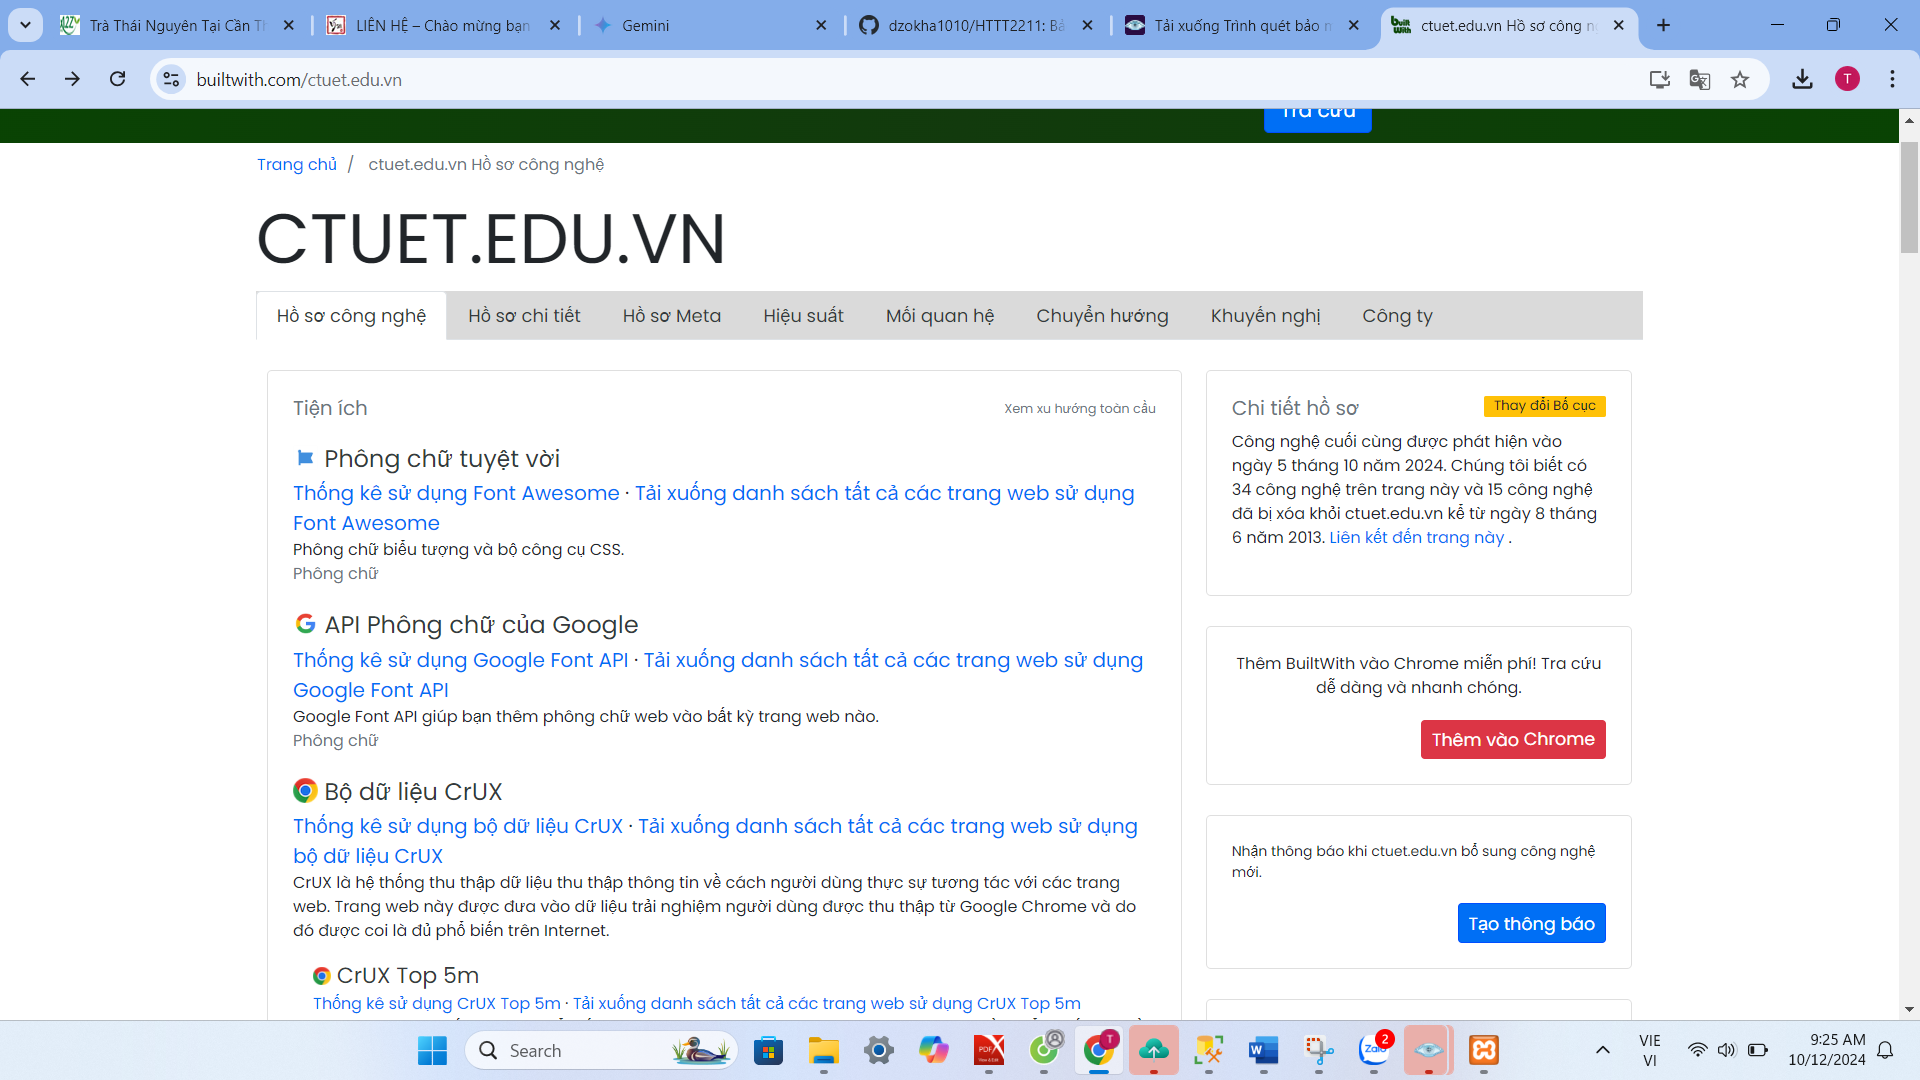 Trà Thái Nguyên Tại Cần Th
LIÊN HỆ – Chào mừng bạn
Gemini
dzokha1010/HTTT2211: Bà
Tải xuống Trình quét bảo m
ctuet.edu.vn Hồ sơ công ng
builtwith.com/ctuet.edu.vn
T
Tra cứu
Trang chủ / ctuet.edu.vn Hồ sơ công nghệ
CTUET.EDU.VN
Hồ sơ công nghệ
Hồ sơ chi tiết
Hồ sơ Meta
Hiệu suất
Mối quan hệ
Chuyển hướng
Khuyến nghị
Công ty
Tiện ích
Xem xu hướng toàn cầu
Phông chữ tuyệt vời
Thống kê sử dụng Font Awesome · Tải xuống danh sách tất cả các trang web sử dụng
Font Awesome
Phông chữ biểu tượng và bộ công cụ CSS.
Phông chữ
API Phông chữ của Google
Thống kê sử dụng Google Font API · Tải xuống danh sách tất cả các trang web sử dụng
Google Font API
Google Font API giúp bạn thêm phông chữ web vào bất kỳ trang web nào.
Phông chữ
Bộ dữ liệu CrUX
Thống kê sử dụng bộ dữ liệu CrUX · Tải xuống danh sách tất cả các trang web sử dụng
bộ dữ liệu CrUX
CrUX là hệ thống thu thập dữ liệu thu thập thông tin về cách người dùng thực sự tương tác với các trang
web. Trang web này được đưa vào dữ liệu trải nghiệm người dùng được thu thập từ Google Chrome và do
đó được coi là đủ phổ biến trên Internet.
CrUX Top 5m
Thống kê sử dụng CrUX Top 5m · Tải xuống danh sách tất cả các trang web sử dụng CrUX Top 5m
Chi tiết hồ sơ
Thay đổi Bố cục
Công nghệ cuối cùng được phát hiện vào
ngày 5 tháng 10 năm 2024. Chúng tôi biết có
34 công nghệ trên trang này và 15 công nghệ
đã bị xóa khỏi ctuet.edu.vn kể từ ngày 8 tháng
6 năm 2013. Liên kết đến trang này .
Thêm BuiltWith vào Chrome miễn phí! Tra cứu
dễ dàng và nhanh chóng.
Thêm vào Chrome
Nhận thông báo khi ctuet.edu.vn bổ sung công nghệ
mới.
Tạo thông báo
Search
PDFX
T
W
Zalo
2
VIE
VI
9:25 AM
10/12/2024